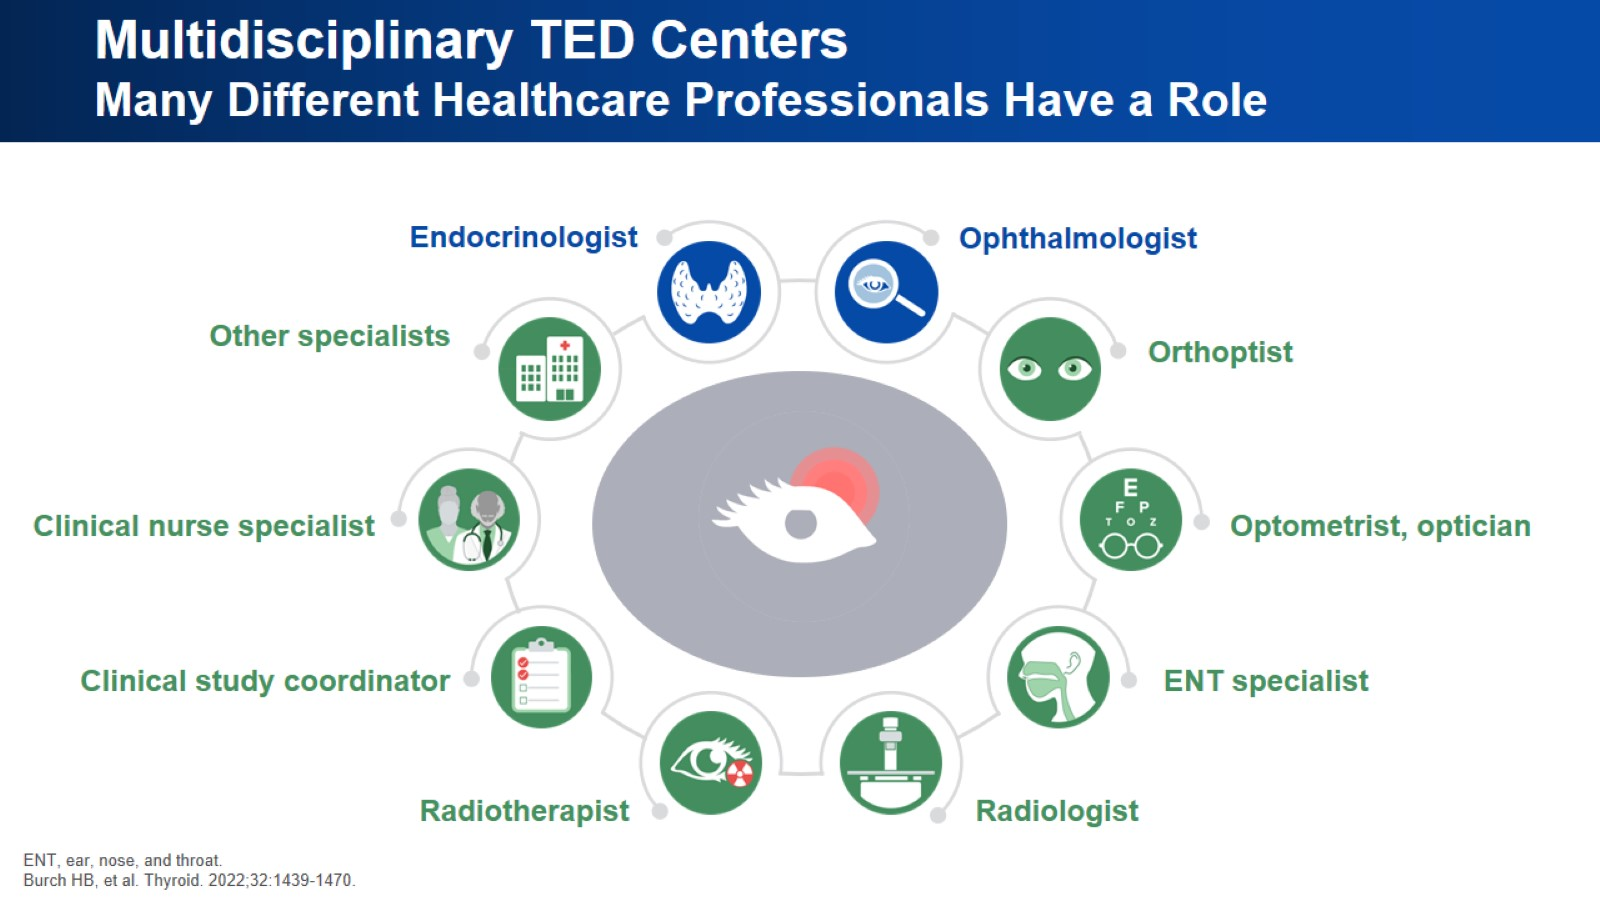 Multidisciplinary TED Centers
Many Different Healthcare Professionals Have a Role
Endocrinologist
Ophthalmologist
Other specialists
Orthoptist
E
F P
T O Z
Clinical nurse specialist
Optometrist, optician
Clinical study coordinator
ENT specialist
Radiotherapist
Radiologist
ENT, ear, nose, and throat.
Burch HB, et al. Thyroid. 2022;32:1439-1470.